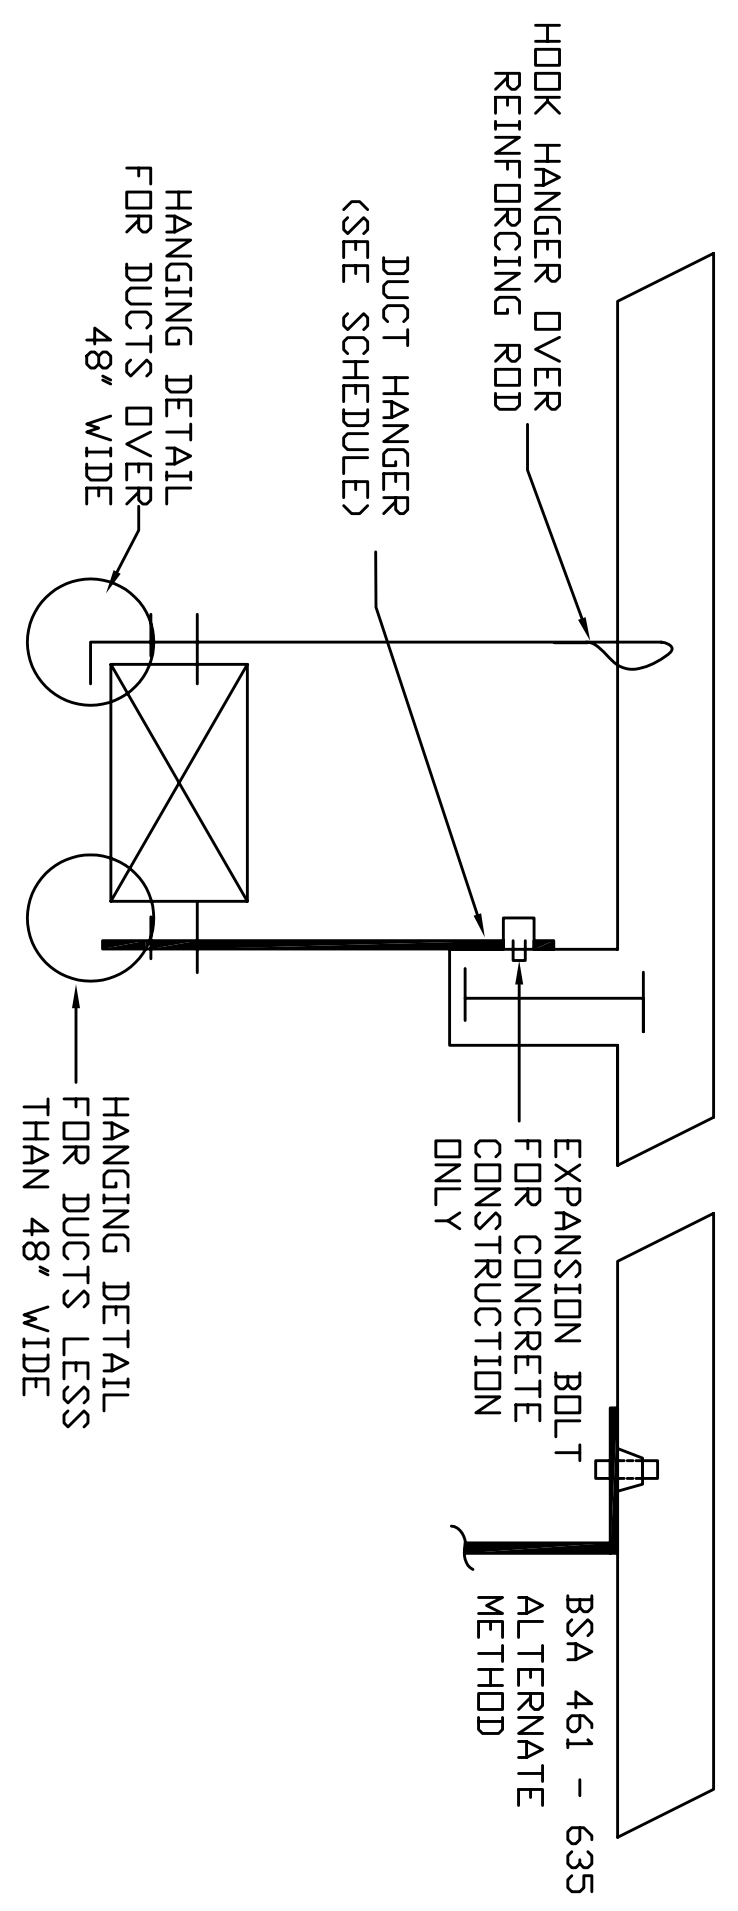 HOOK HANGER OVER
REINFORCING ROD
DUCT HANGER
(SEE SCHEDULE)
HANGING DETAIL
FOR DUCTS OVER
48" WIDE
EXPANSION BOLT
FOR CONCRETE
CONSTRUCTION
ONLY
HANGING DETAIL
FOR DUCTS LESS
THAN 48" WIDE
BSA 461 - 635
ALTERNATE
METHOD